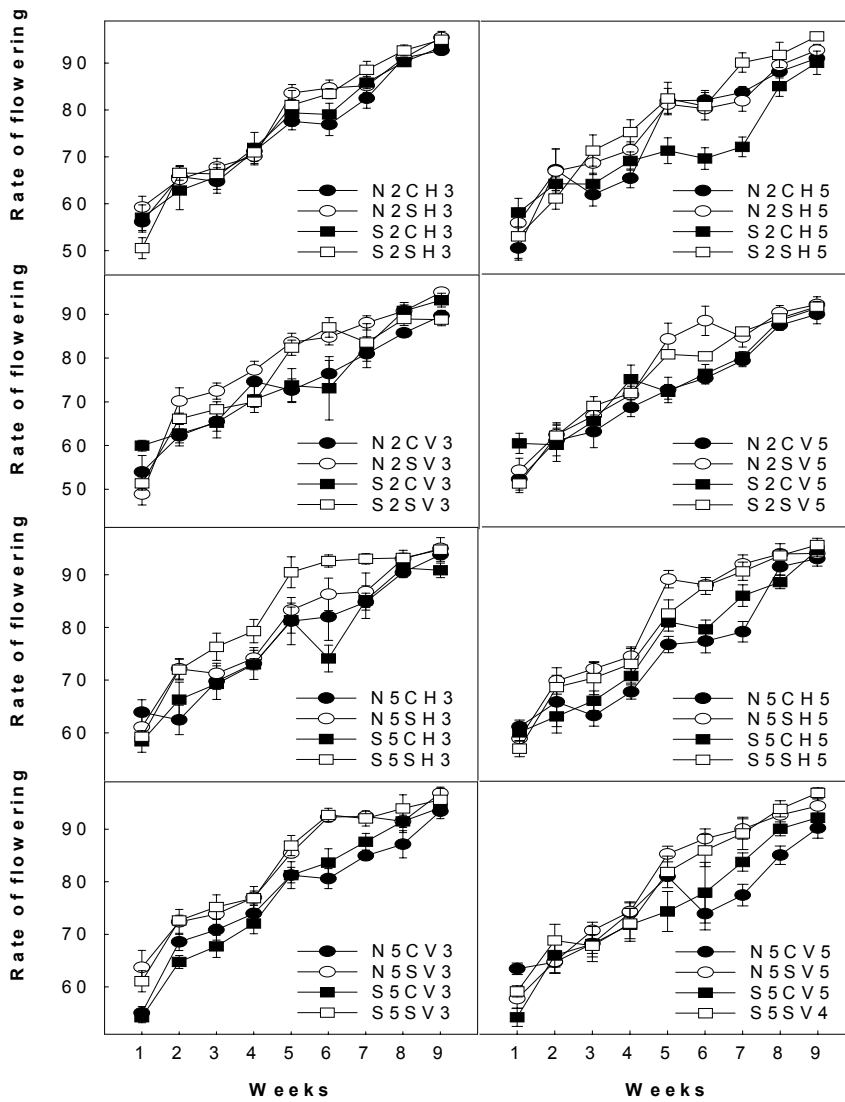 Rate of flowering
90
80
70
60
50
N2CH3
N2SH3
S2CH3
S2SH3
N2CH5
N2SH5
S2CH5
S2SH5
Rate of flowering
90
80
70
60
50
N2CV3
N2SV3
S2CV3
S2SV3
N2CV5
N2SV5
S2CV5
S2SV5
Rate of flowering
90
80
70
60
N5CH3
N5SH3
S5CH3
S5SH3
N5CH5
N5SH5
S5CH5
S5SH5
Rate of flowering
90
80
70
60
N5CV3
N5SV3
S5CV3
S5SV3
N5CV5
N5SV5
S5CV5
S5SV4
1 2 3 4 5 6 7 8 9
1 2 3 4 5 6 7 8 9
Weeks
Weeks